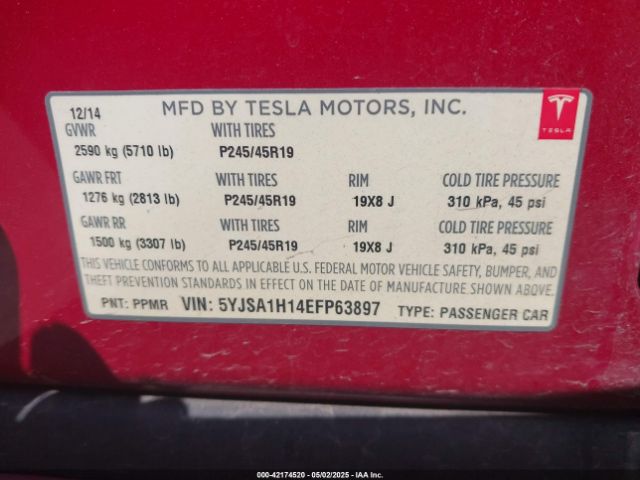 12/14 MFD BY TESLA MOTORS, INC.
TESLA
GVWR WITH TIRES
2590 kg (5710 lb) P245/45R19
GAWR FRT WITH TIRES RIM COLD TIRE PRESSURE
1276 kg (2813 lb) P245/45R19 19X8 J 310 kPa, 45 psi
GAWR RR WITH TIRES RIM COLD TIRE PRESSURE
1500 kg (3307 lb) P245/45R19 19X8 J 310 kPa, 45 psi
THIS VEHICLE CONFORMS TO ALL APPLICABLE U.S. FEDERAL MOTOR VEHICLE SAFETY, BUMPER, AND
THEFT PREVENTION STANDARDS IN EFFECT ON THE DATE OF MANUFACTURE SHOWN ABOVE.
PNT: PPMR VIN: 5YJSA1H14EFP63897 TYPE: PASSENGER CAR
000-42174520 - 05/02/2025 - IAA Inc.